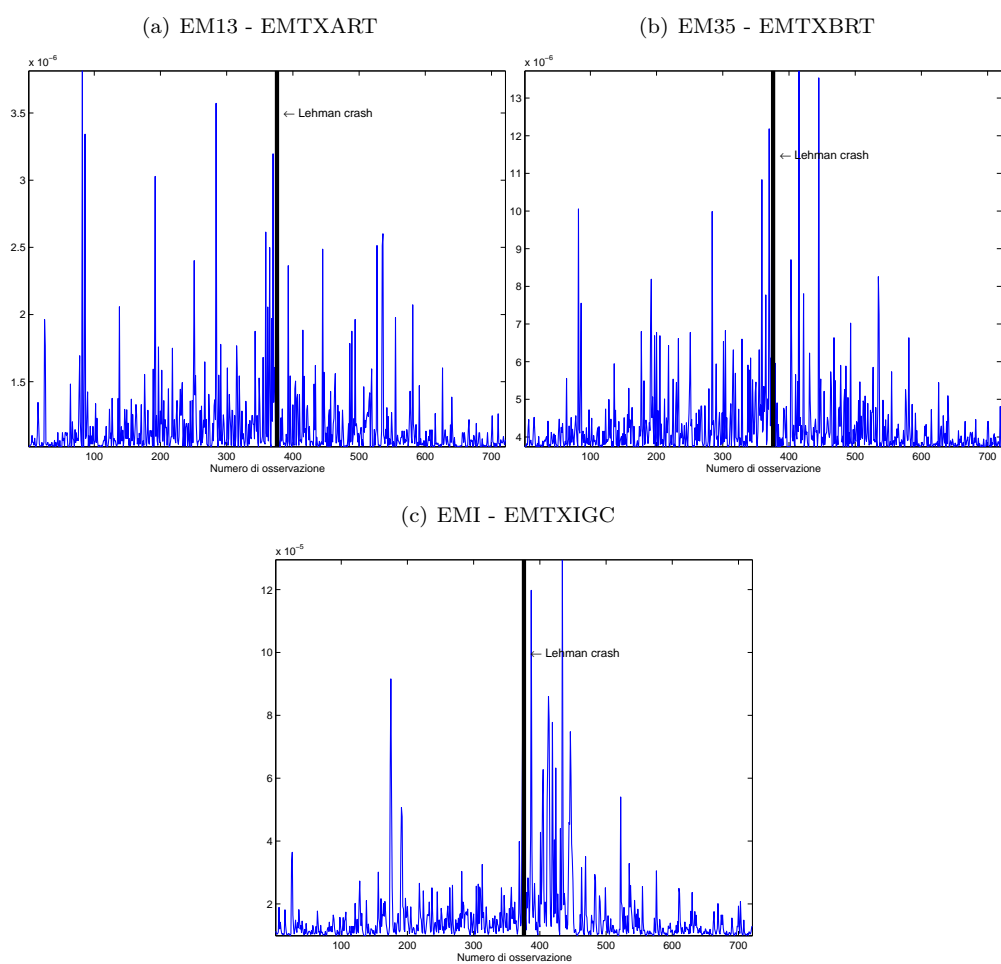 (a) EM13 - EMTXART
x 10⁻⁶
3.5
3
2.5
2
1.5
← Lehman crash
100 200 300 400 500 600 700
Numero di osservazione
(b) EM35 - EMTXBRT
x 10⁻⁶
13
12
11
10
9
8
7
6
5
4
← Lehman crash
100 200 300 400 500 600 700
Numero di osservazione
(c) EMI - EMTXIGC
x 10⁻⁵
12
10
8
6
4
2
← Lehman crash
100 200 300 400 500 600 700
Numero di osservazione